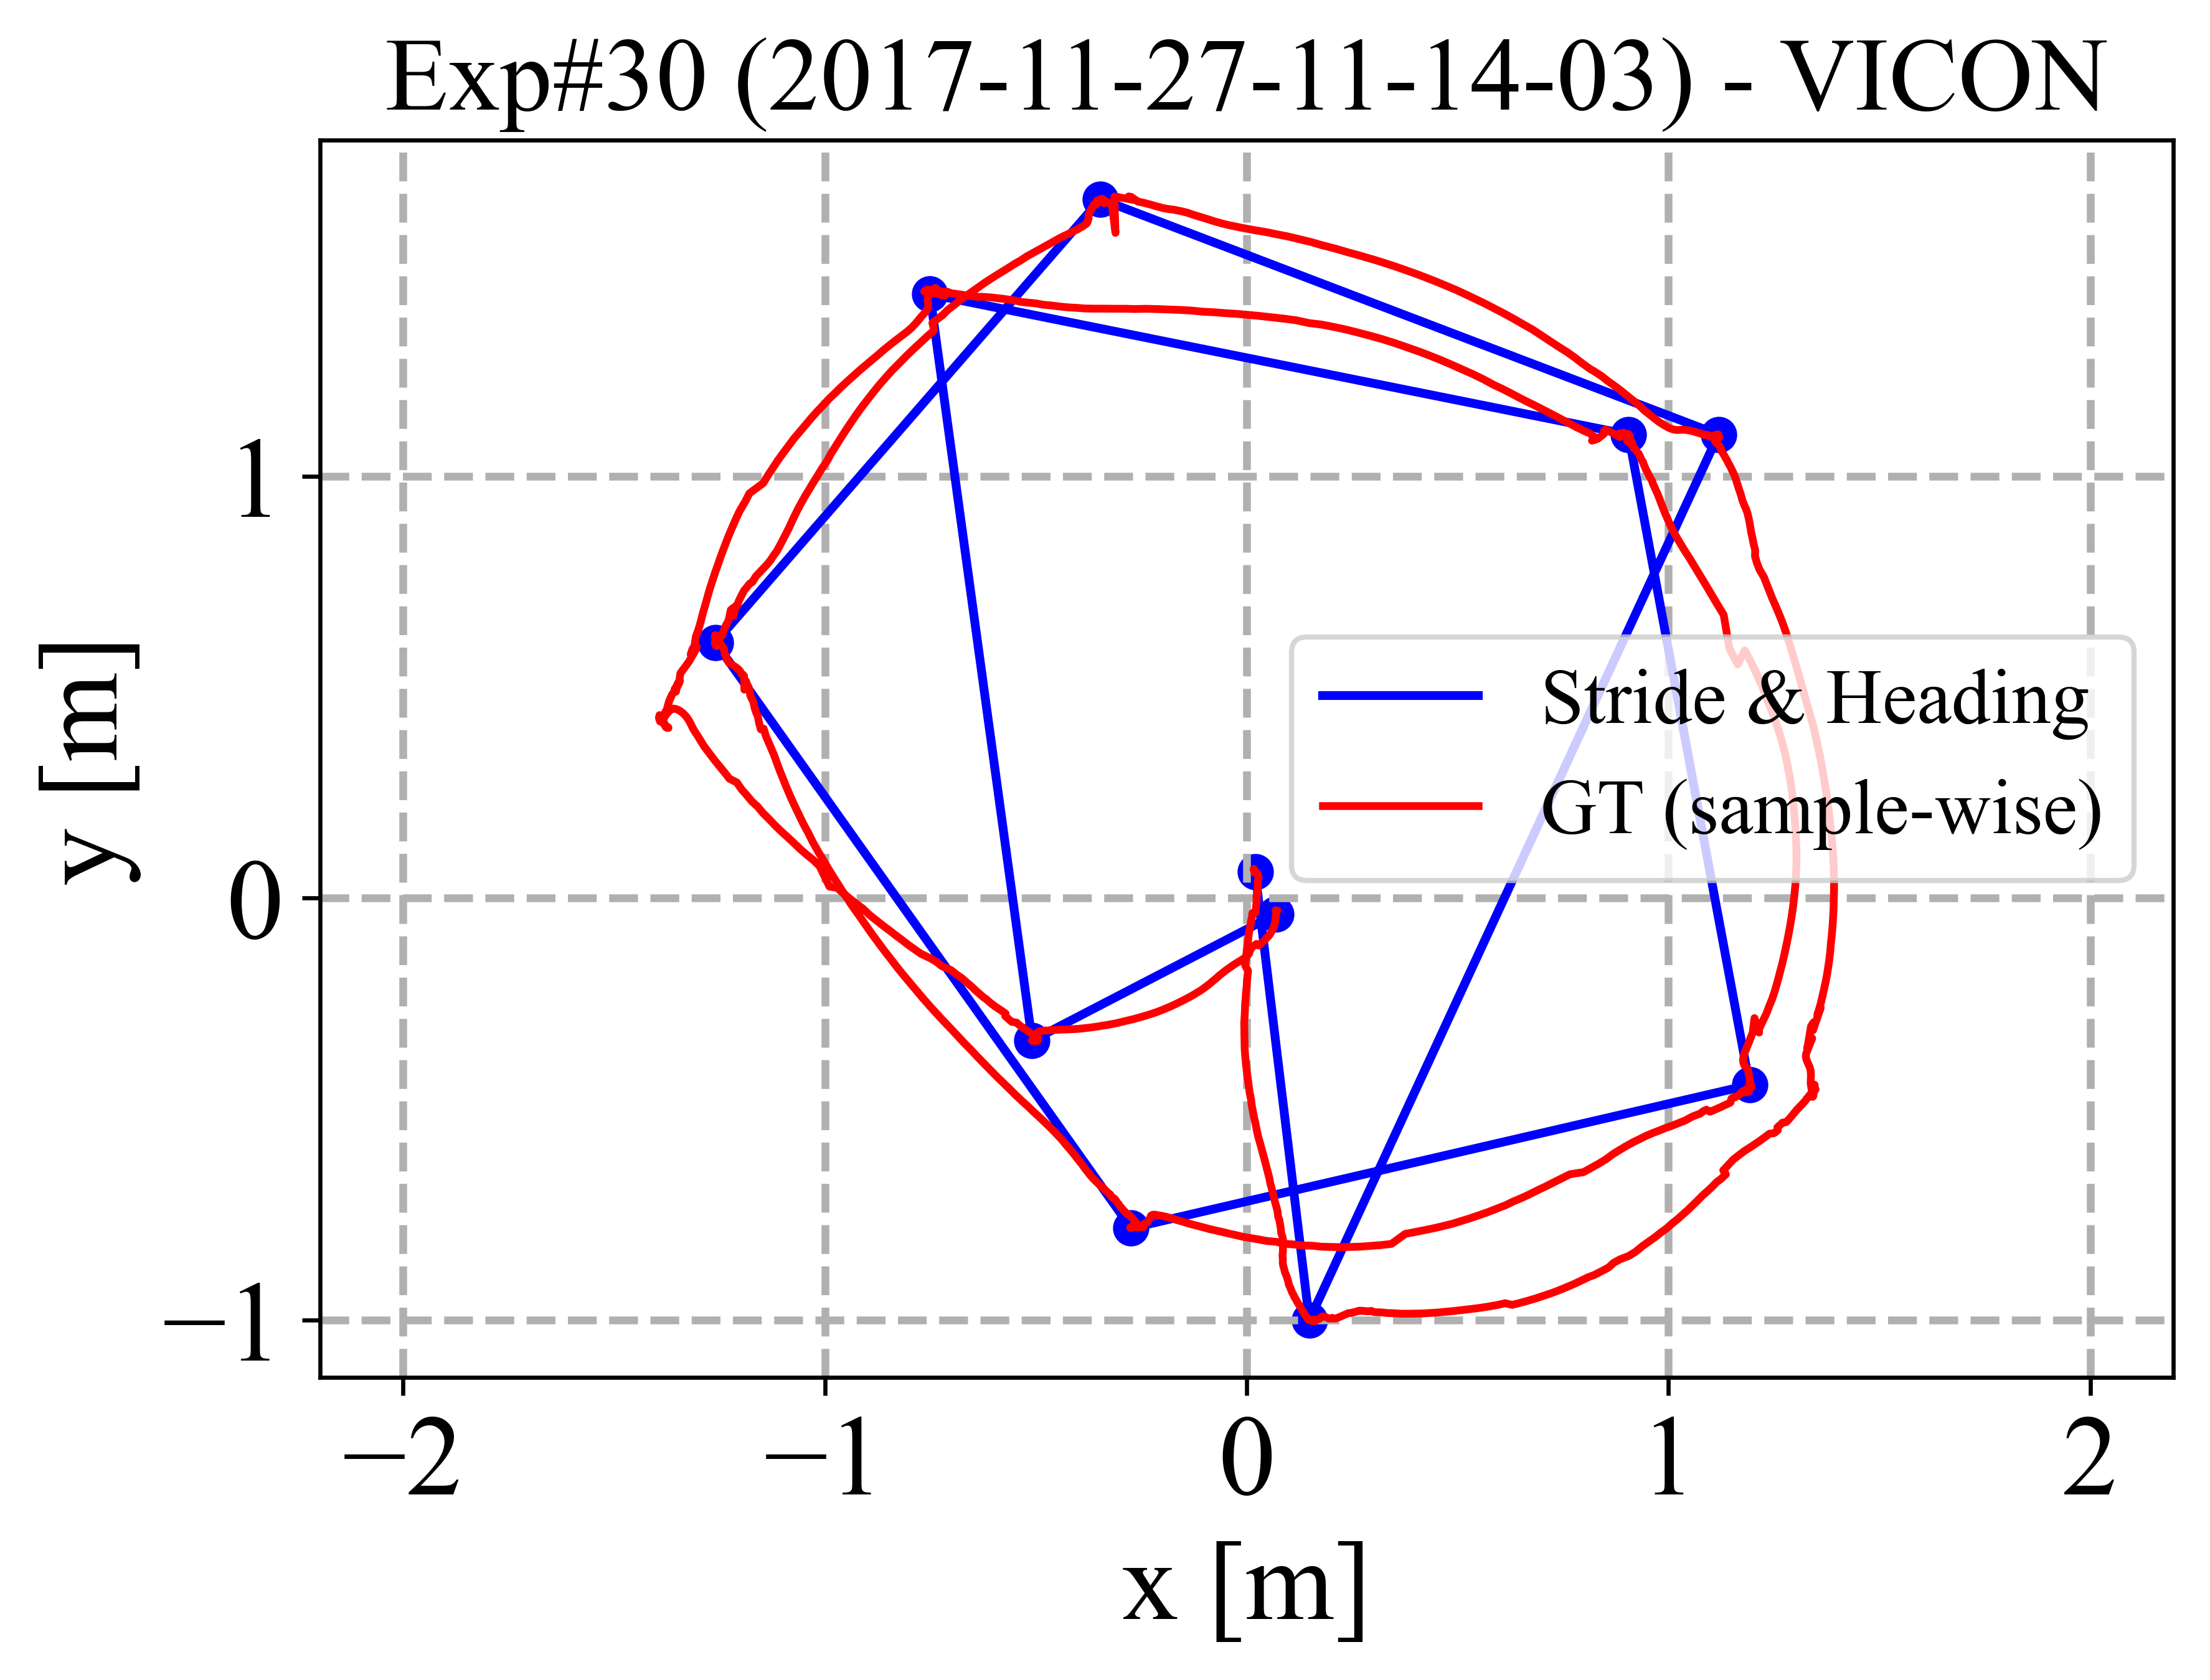 Exp#30 (2017-11-27-11-14-03) - VICON
y [m]
1
0
−1
Stride & Heading
GT (sample-wise)
−2 −1 0 1 2
x [m]